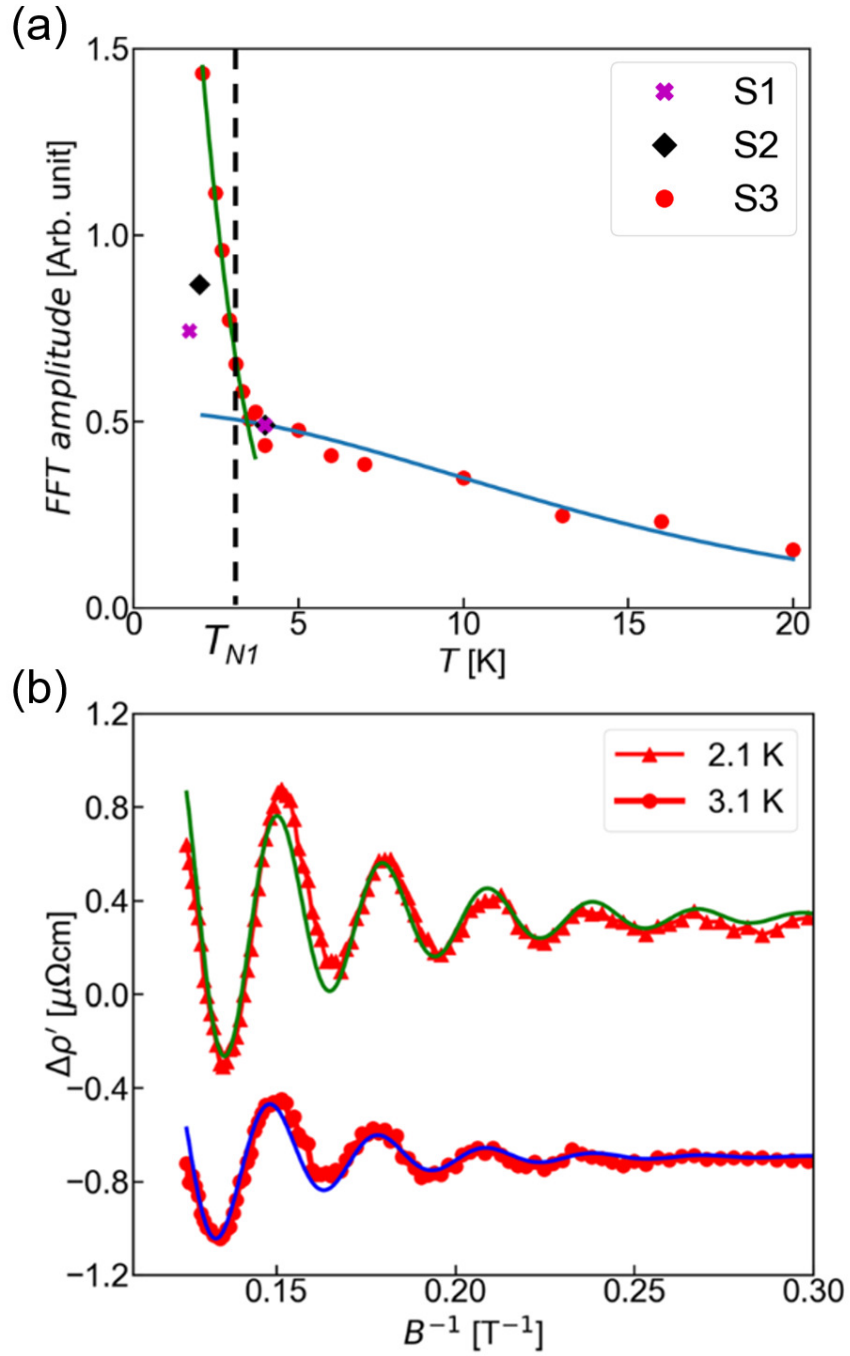 (a)
1.5
1.0
0.5
0.0
FFT amplitude [Arb. unit]
S1
S2
S3
0 5 10 15 20
T_N1
T [K]
(b)
1.2
0.8
0.4
0.0
−0.4
−0.8
−1.2
Δρ′ [μΩcm]
2.1 K
3.1 K
0.15 0.20 0.25 0.30
B⁻¹ [T⁻¹]